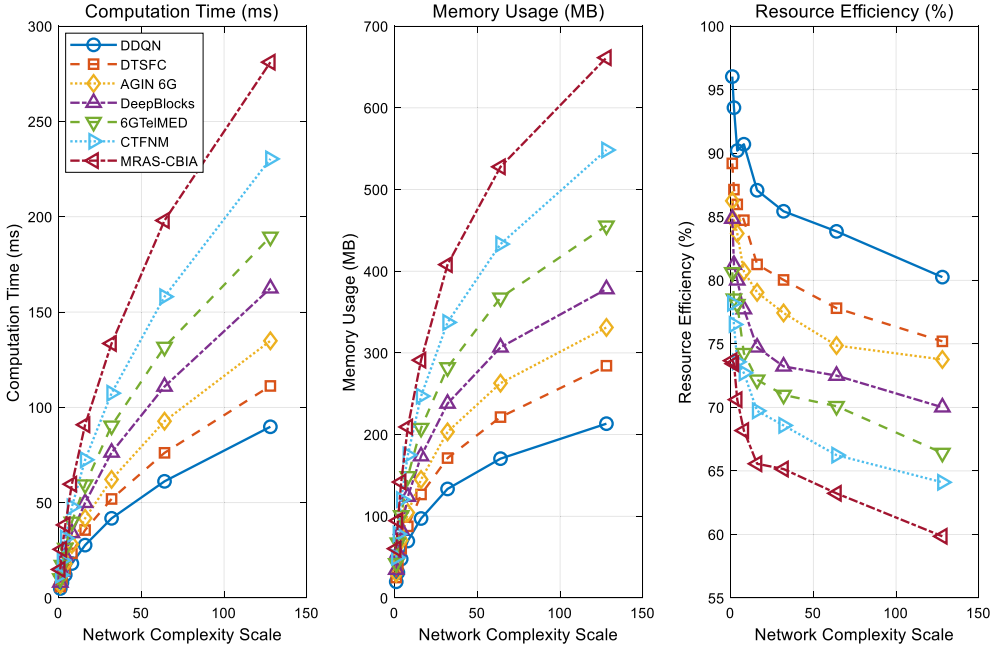 Computation Time (ms)
300
250
200
150
100
50
0
0
50
100
150
Computation Time (ms)
Network Complexity Scale
DDQN
DTSFC
AGIN 6G
DeepBlocks
6GTelMED
CTFNM
MRAS-CBIA
Memory Usage (MB)
700
600
500
400
300
200
100
0
0
50
100
150
Memory Usage (MB)
Network Complexity Scale
Resource Efficiency (%)
100
95
90
85
80
75
70
65
60
55
0
50
100
150
Resource Efficiency (%)
Network Complexity Scale